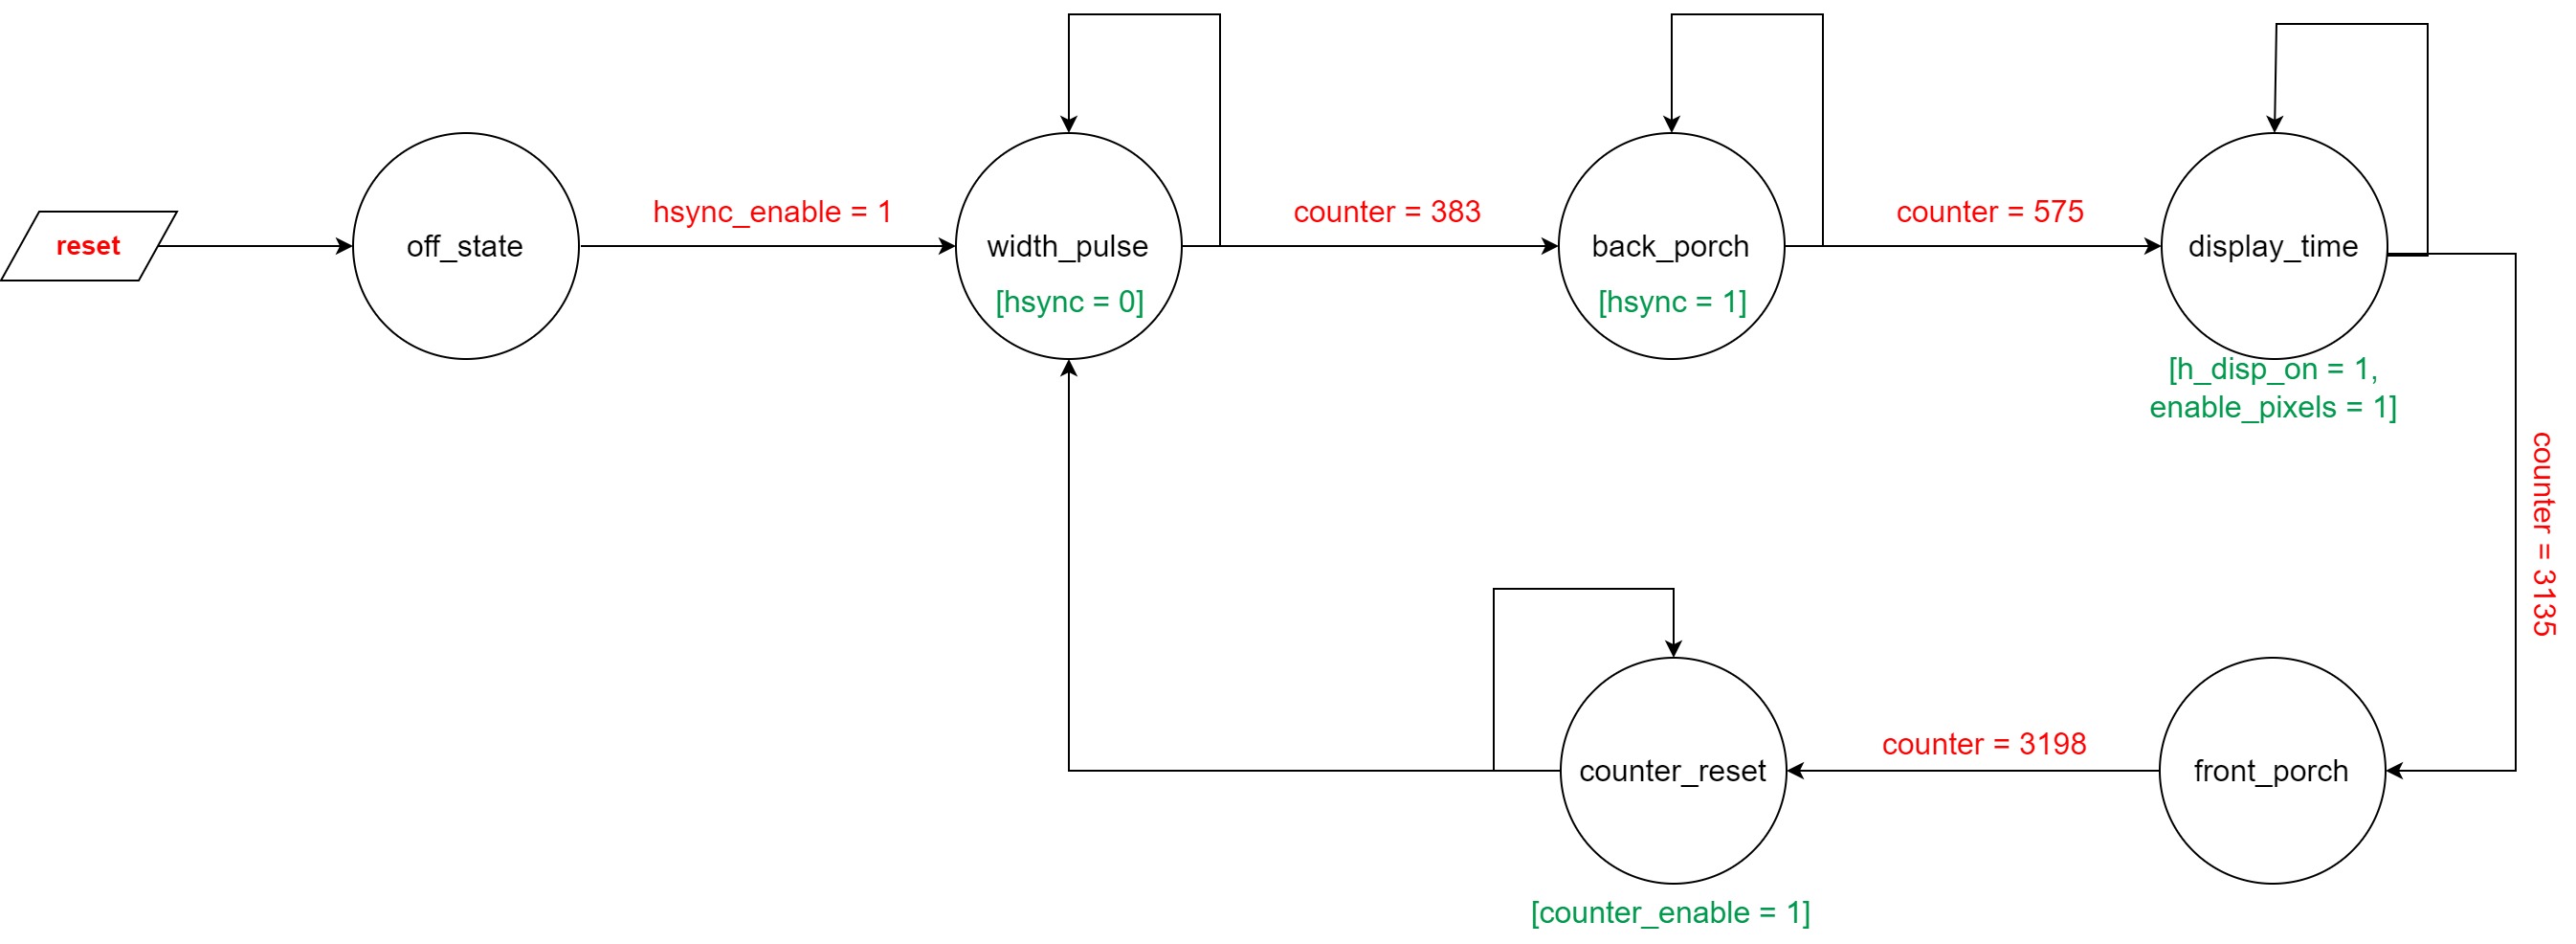 reset
off_state
hsync_enable = 1
width_pulse
[hsync = 0]
counter = 383
back_porch
[hsync = 1]
counter = 575
display_time
[h_disp_on = 1,
enable_pixels = 1]
counter = 3135
front_porch
counter = 3198
counter_reset
[counter_enable = 1]